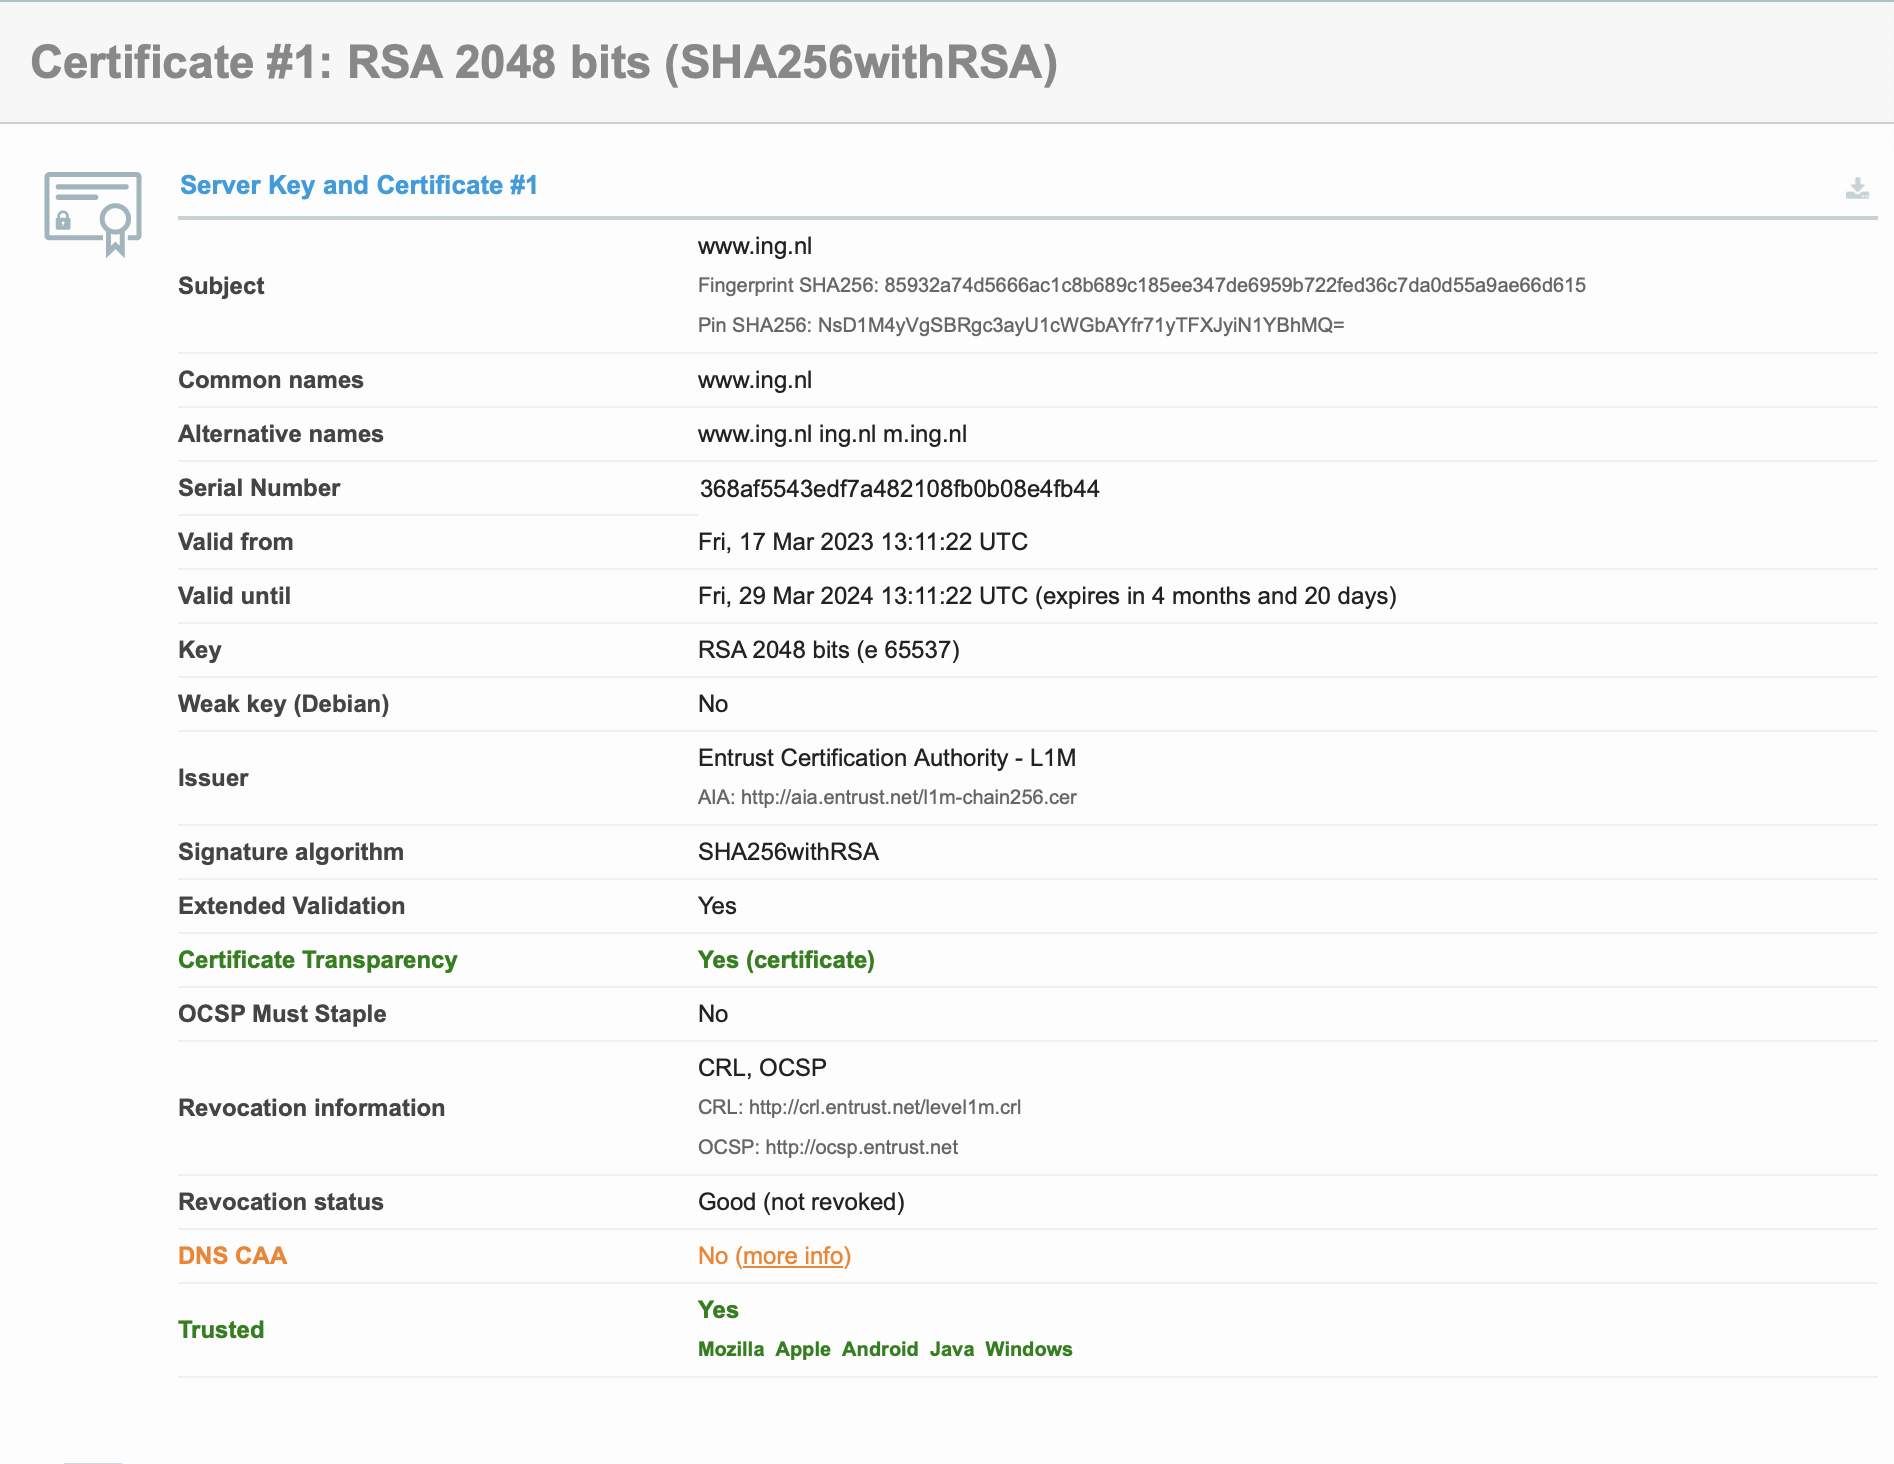 Certificate #1: RSA 2048 bits (SHA256withRSA)
Server Key and Certificate #1
Subject
www.ing.nl
Fingerprint SHA256: 85932a74d5666ac1c8b689c185ee347de6959b722fed36c7da0d55a9ae66d615
Pin SHA256: NsD1M4yVgSBRgc3ayU1cWGbAYfr71yTFXJyiN1YBhMQ=
Common names www.ing.nl
Alternative names www.ing.nl ing.nl m.ing.nl
Serial Number 368af5543edf7a482108fb0b08e4fb44
Valid from Fri, 17 Mar 2023 13:11:22 UTC
Valid until Fri, 29 Mar 2024 13:11:22 UTC (expires in 4 months and 20 days)
Key RSA 2048 bits (e 65537)
Weak key (Debian) No
Issuer
Entrust Certification Authority - L1M
AIA: http://aia.entrust.net/l1m-chain256.cer
Signature algorithm SHA256withRSA
Extended Validation Yes
Certificate Transparency Yes (certificate)
OCSP Must Staple No
Revocation information
CRL, OCSP
CRL: http://crl.entrust.net/level1m.crl
OCSP: http://ocsp.entrust.net
Revocation status Good (not revoked)
DNS CAA No (more info)
Trusted
Yes
Mozilla Apple Android Java Windows